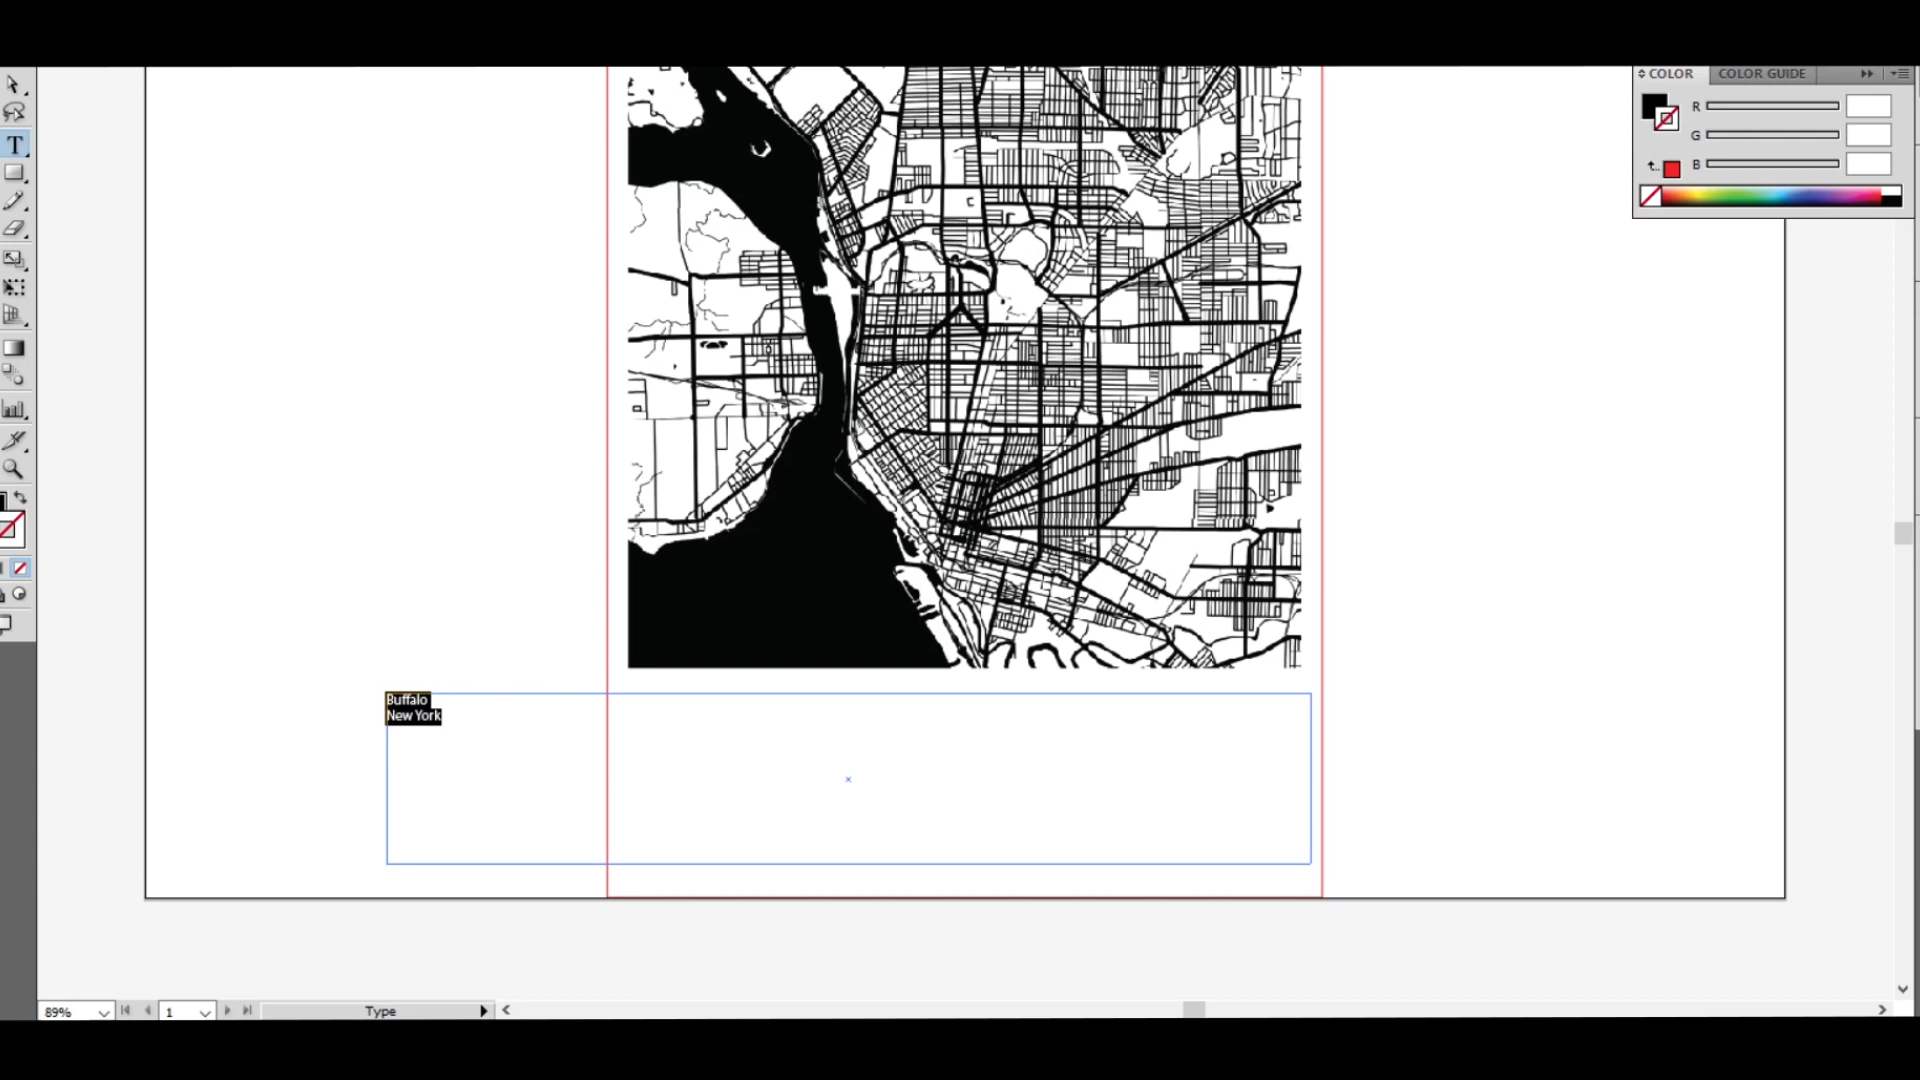 COLOR
COLOR GUIDE
R
G
B
T
Buffalo
New York
89%
1
Type